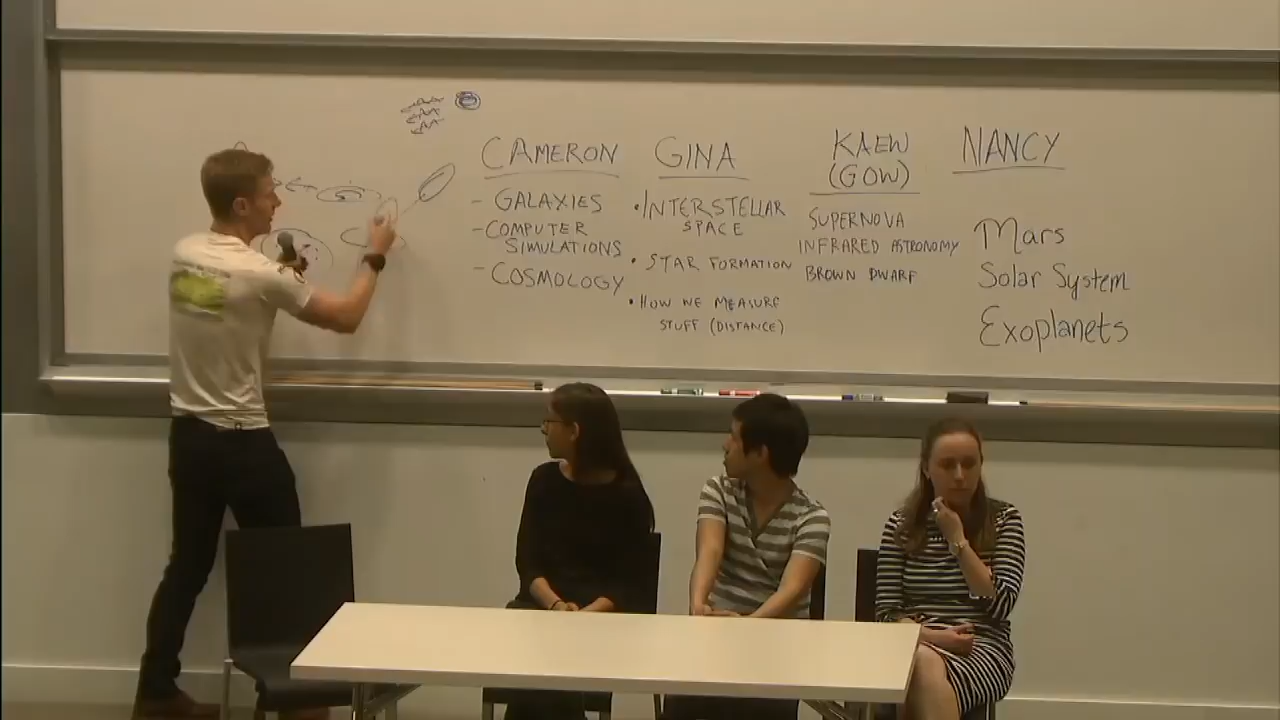 CAMERON
- GALAXIES
- COMPUTER
SIMULATIONS
- COSMOLOGY
GINA
• INTERSTELLAR
SPACE
• STAR FORMATION
• HOW WE MEASURE
STUFF (DISTANCE)
KAEW
(GOW)
SUPERNOVA
INFRARED ASTRONOMY
BROWN DWARF
NANCY
Mars
Solar System
Exoplanets